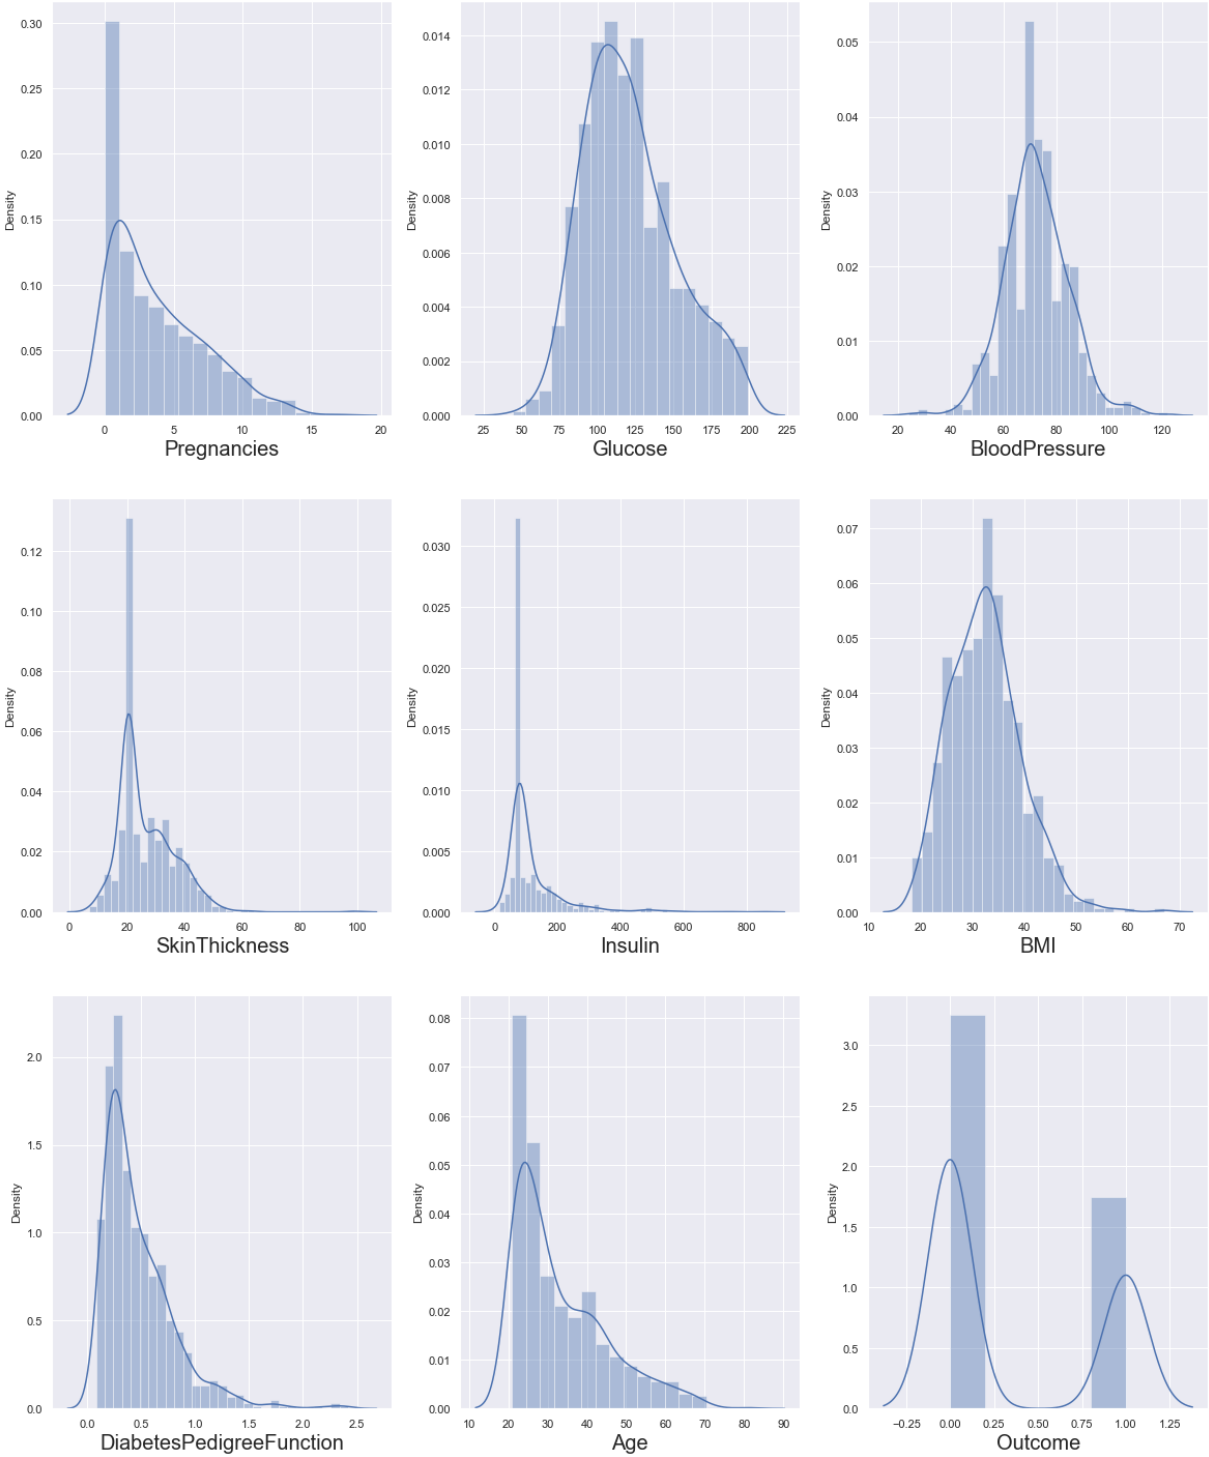 0.30
0.25
0.20
0.15
0.10
0.05
0.00
Density
0 5 10 15 20
Pregnancies
0.014
0.012
0.010
0.008
0.006
0.004
0.002
0.000
Density
25 50 75 100 125 150 175 200 225
Glucose
0.05
0.04
0.03
0.02
0.01
0.00
Density
20 40 60 80 100 120
BloodPressure
0.12
0.10
0.08
0.06
0.04
0.02
0.00
Density
0 20 40 60 80 100
SkinThickness
0.030
0.025
0.020
0.015
0.010
0.005
0.000
Density
0 200 400 600 800
Insulin
0.07
0.06
0.05
0.04
0.03
0.02
0.01
0.00
Density
10 20 30 40 50 60 70
BMI
2.0
1.5
1.0
0.5
0.0
Density
0.0 0.5 1.0 1.5 2.0 2.5
DiabetesPedigreeFunction
0.08
0.07
0.06
0.05
0.04
0.03
0.02
0.01
0.00
Density
10 20 30 40 50 60 70 80 90
Age
3.0
2.5
2.0
1.5
1.0
0.5
0.0
Density
−0.25 0.00 0.25 0.50 0.75 1.00 1.25
Outcome